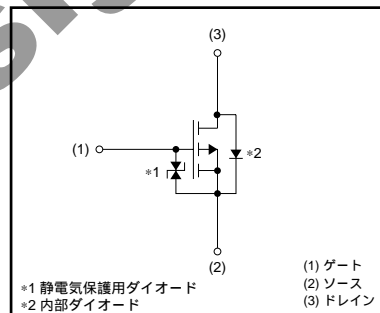 (3)
(1)
*1
*2
(2)
*1 静電気保護用ダイオード
*2 内部ダイオード
(1) ゲート
(2) ソース
(3) ドレイン